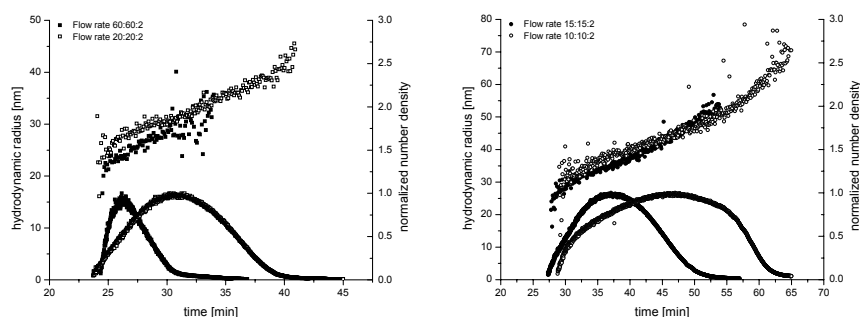 Flow rate 60:60:2
Flow rate 20:20:2
hydrodynamic radius [nm]
50
40
30
20
10
0
normalized number density
3.0
2.5
2.0
1.5
1.0
0.5
0.0
20 25 30 35 40 45
time [min]
Flow rate 15:15:2
Flow rate 10:10:2
hydrodynamic radius [nm]
80
70
60
50
40
30
20
10
0
normalized number density
3.0
2.5
2.0
1.5
1.0
0.5
0.0
25 30 35 40 45 50 55 60 65 70
time [min]